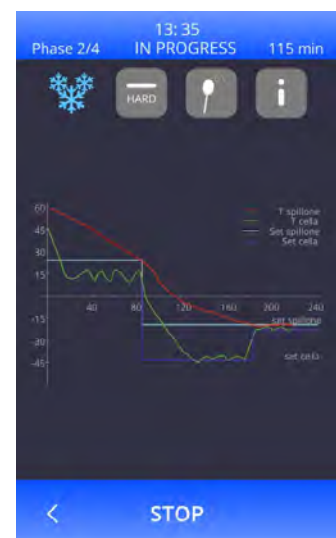 13:35
Phase 2/4 IN PROGRESS 115 min
HARD
i
T spillone
T cella
Set spillone
Set cella
60
45
30
15
40 80 120 160 200 240
-15
set spillone
-30
-45
set cella
STOP